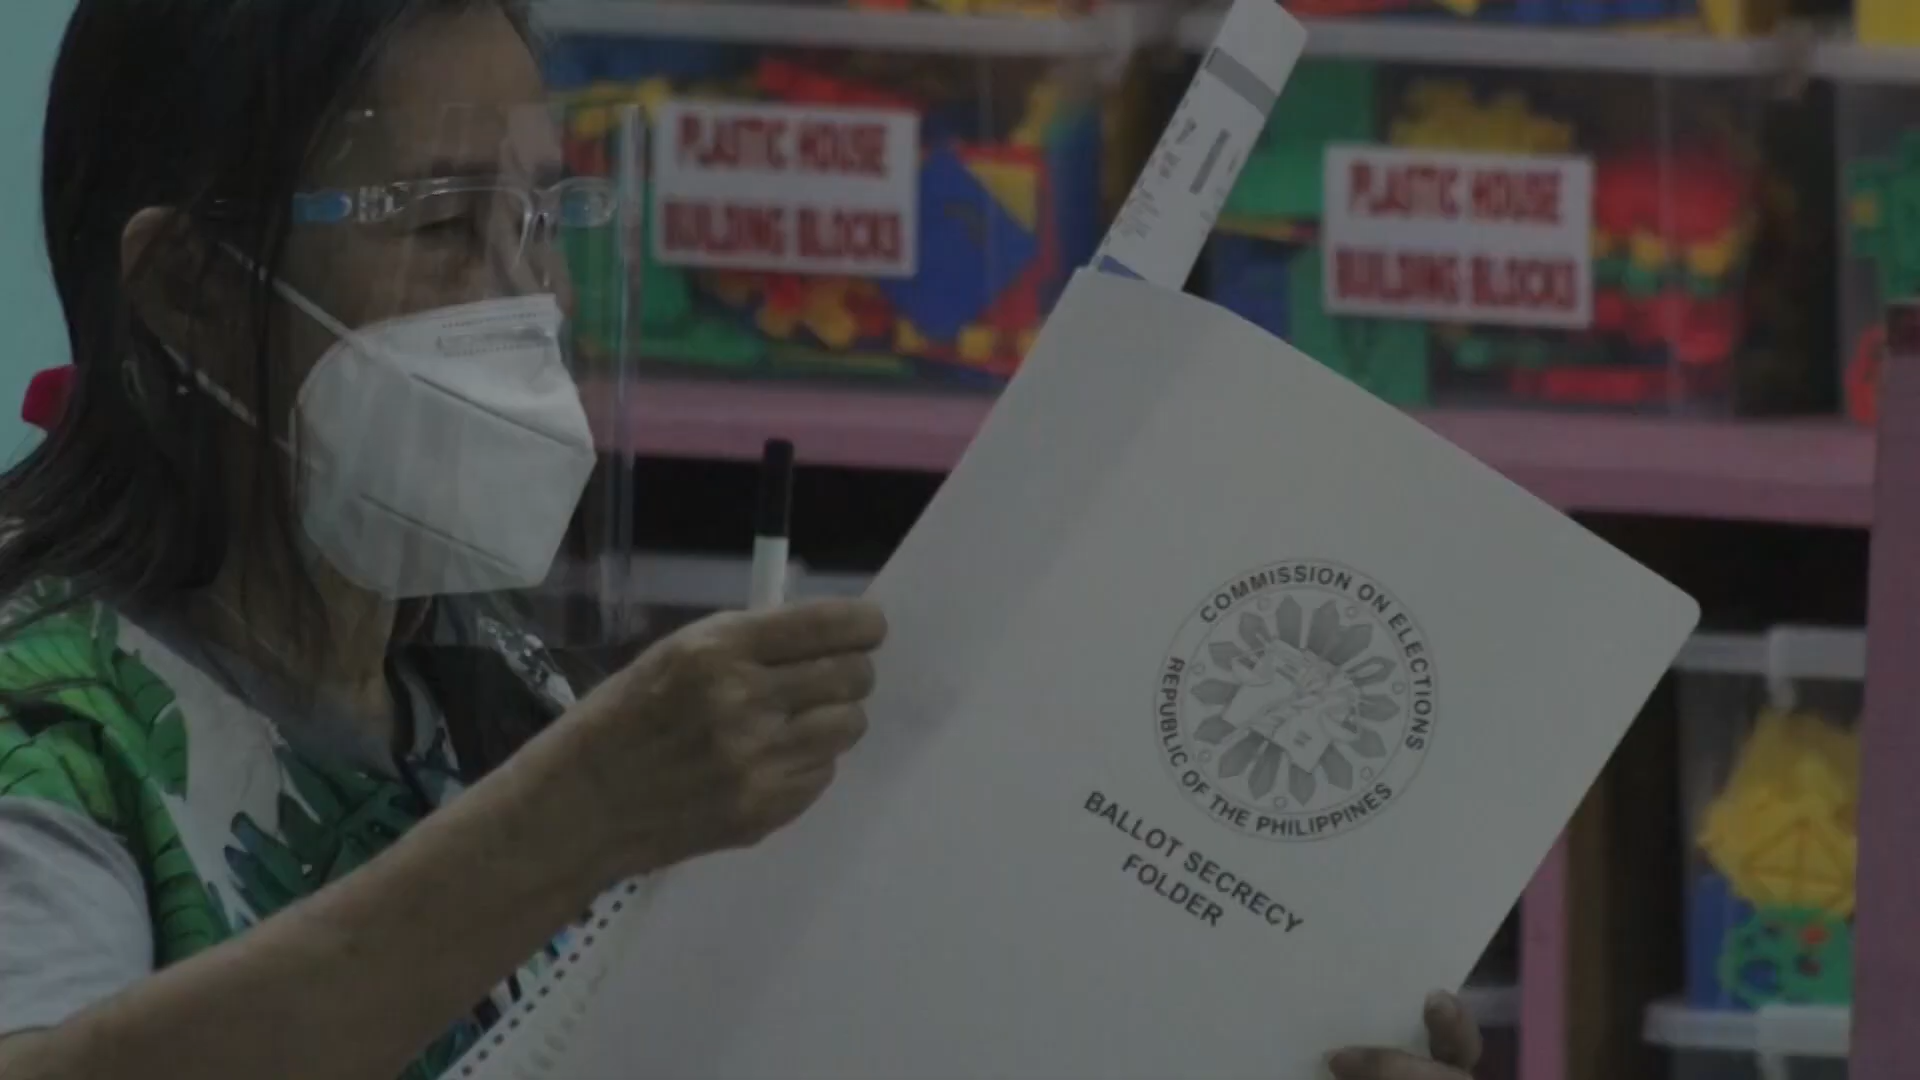 PLASTIC HOUSE
BUILDING BLOCKS
PLASTIC HOUSE
BUILDING BLOCKS
COMMISSION ON ELECTIONS
REPUBLIC OF THE PHILIPPINES
BALLOT SECRECY
FOLDER